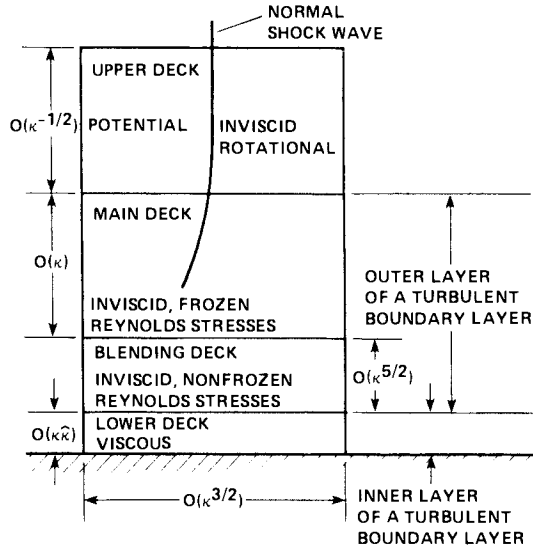 NORMAL
SHOCK WAVE
UPPER DECK
O(κ⁻¹/²)
POTENTIAL
INVISCID
ROTATIONAL
MAIN DECK
O(κ)
OUTER LAYER
OF A TURBULENT
BOUNDARY LAYER
INVISCID, FROZEN
REYNOLDS STRESSES
BLENDING DECK
O(κ⁵/²)
INVISCID, NONFROZEN
REYNOLDS STRESSES
O(κκ̂)
LOWER DECK
VISCOUS
O(κ³/²)
INNER LAYER
OF A TURBULENT
BOUNDARY LAYER